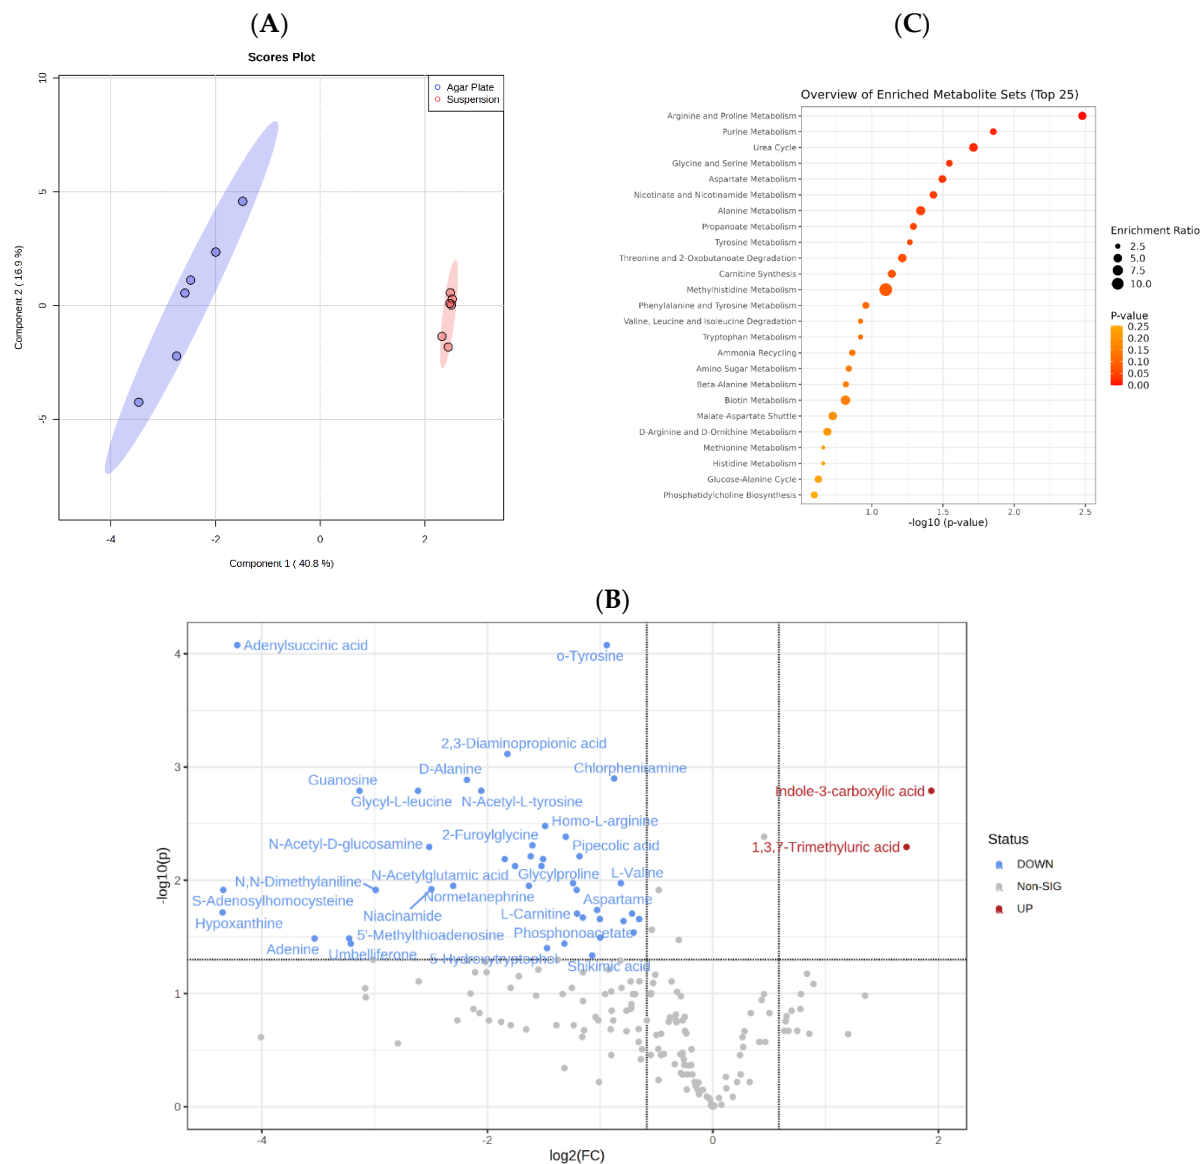 (A)
Scores Plot
Agar Plate
Suspension
10
5
0
-5
Component 2 ( 16.9 %)
-4
-2
0
2
Component 1 ( 40.8 %)
(C)
Overview of Enriched Metabolite Sets (Top 25)
Arginine and Proline Metabolism
Purine Metabolism
Urea Cycle
Glycine and Serine Metabolism
Aspartate Metabolism
Nicotinate and Nicotinamide Metabolism
Alanine Metabolism
Propanoate Metabolism
Tyrosine Metabolism
Threonine and 2-Oxobutanoate Degradation
Carnitine Synthesis
Methylhistidine Metabolism
Phenylalanine and Tyrosine Metabolism
Valine, Leucine and Isoleucine Degradation
Tryptophan Metabolism
Ammonia Recycling
Amino Sugar Metabolism
Beta-Alanine Metabolism
Biotin Metabolism
Malate-Aspartate Shuttle
D-Arginine and D-Ornithine Metabolism
Methionine Metabolism
Histidine Metabolism
Glucose-Alanine Cycle
Phosphatidylcholine Biosynthesis
1.0
1.5
2.0
2.5
-log10 (p-value)
Enrichment Ratio
2.5
5.0
7.5
10.0
P-value
0.25
0.20
0.15
0.10
0.05
0.00
(B)
4
3
2
1
0
-log10(p)
Adenylsuccinic acid
o-Tyrosine
2,3-Diaminopropionic acid
D-Alanine
Chlorpheniramine
Guanosine
Glycyl-L-leucine
N-Acetyl-L-tyrosine
Indole-3-carboxylic acid
Homo-L-arginine
2-Furoylglycine
N-Acetyl-D-glucosamine
Pipecolic acid
1,3,7-Trimethyluric acid
N-Acetylglutamic acid
Glycylproline
L-Valine
N,N-Dimethylaniline
S-Adenosylhomocysteine
Normetanephrine
Aspartame
Niacinamide
L-Carnitine
Hypoxanthine
5'-Methylthioadenosine
Phosphonoacetate
Adenine
Umbelliferone
5-Hydroxytryptophol
Shikimic acid
-4
-2
0
2
log2(FC)
Status
DOWN
Non-SIG
UP